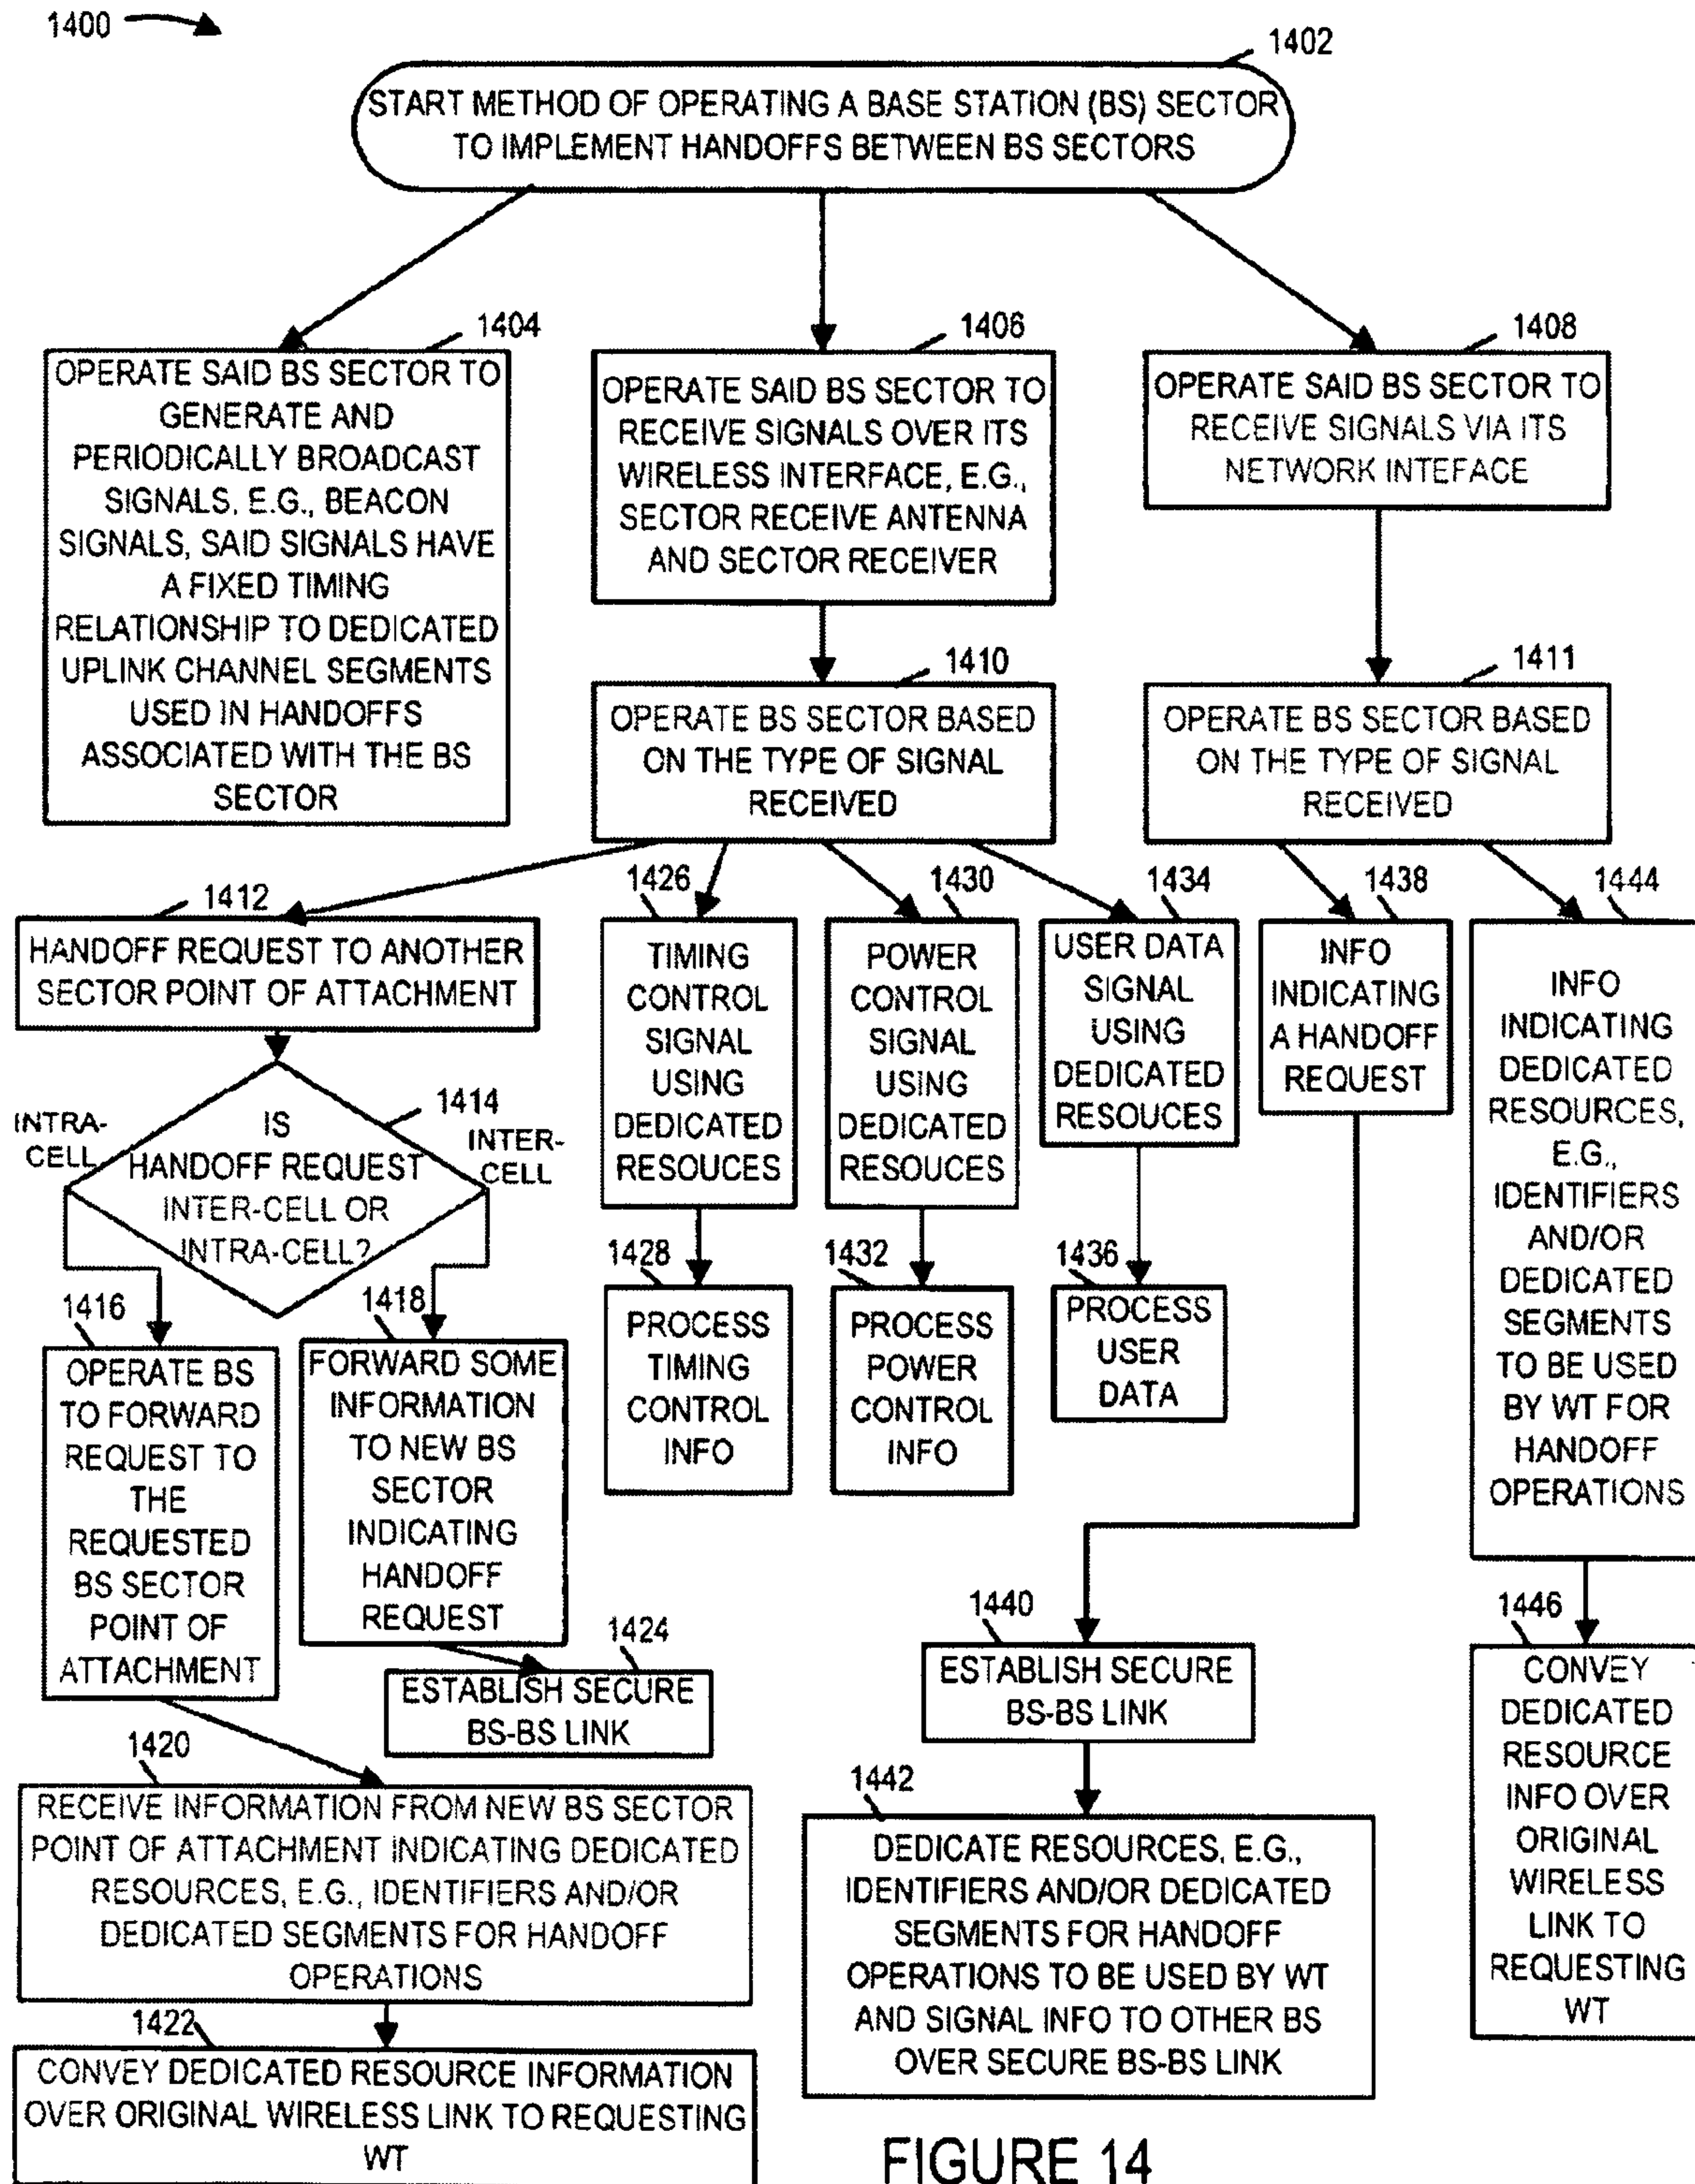 1400
1402
START METHOD OF OPERATING A BASE STATION (BS) SECTOR
TO IMPLEMENT HANDOFFS BETWEEN BS SECTORS
1404
OPERATE SAID BS SECTOR TO
GENERATE AND
PERIODICALLY BROADCAST
SIGNALS, E.G., BEACON
SIGNALS, SAID SIGNALS HAVE
A FIXED TIMING
RELATIONSHIP TO DEDICATED
UPLINK CHANNEL SEGMENTS
USED IN HANDOFFS
ASSOCIATED WITH THE BS
SECTOR
1406
OPERATE SAID BS SECTOR TO
RECEIVE SIGNALS OVER ITS
WIRELESS INTERFACE, E.G.,
SECTOR RECEIVE ANTENNA
AND SECTOR RECEIVER
1408
OPERATE SAID BS SECTOR TO
RECEIVE SIGNALS VIA ITS
NETWORK INTEFACE
1410
OPERATE BS SECTOR BASED
ON THE TYPE OF SIGNAL
RECEIVED
1411
OPERATE BS SECTOR BASED
ON THE TYPE OF SIGNAL
RECEIVED
1412
HANDOFF REQUEST TO ANOTHER
SECTOR POINT OF ATTACHMENT
1426
TIMING
CONTROL
SIGNAL
USING
DEDICATED
RESOUCES
1430
POWER
CONTROL
SIGNAL
USING
DEDICATED
RESOUCES
1434
USER DATA
SIGNAL
USING
DEDICATED
RESOUCES
1438
INFO
INDICATING
A HANDOFF
REQUEST
1444
INFO
INDICATING
DEDICATED
RESOURCES,
E.G.,
IDENTIFIERS
AND/OR
DEDICATED
SEGMENTS
TO BE USED
BY WT FOR
HANDOFF
OPERATIONS
1414
INTRA-
CELL
IS
HANDOFF REQUEST
INTER-CELL OR
INTRA-CELL?
INTER-
CELL
1416
OPERATE BS
TO FORWARD
REQUEST TO
THE
REQUESTED
BS SECTOR
POINT OF
ATTACHMENT
1418
FORWARD SOME
INFORMATION
TO NEW BS
SECTOR
INDICATING
HANDOFF
REQUEST
1428
PROCESS
TIMING
CONTROL
INFO
1432
PROCESS
POWER
CONTROL
INFO
1436
PROCESS
USER
DATA
1424
ESTABLISH SECURE
BS-BS LINK
1440
ESTABLISH SECURE
BS-BS LINK
1446
CONVEY
DEDICATED
RESOURCE
INFO OVER
ORIGINAL
WIRELESS
LINK TO
REQUESTING
WT
1420
RECEIVE INFORMATION FROM NEW BS SECTOR
POINT OF ATTACHMENT INDICATING DEDICATED
RESOURCES, E.G., IDENTIFIERS AND/OR
DEDICATED SEGMENTS FOR HANDOFF
OPERATIONS
1442
DEDICATE RESOURCES, E.G.,
IDENTIFIERS AND/OR DEDICATED
SEGMENTS FOR HANDOFF
OPERATIONS TO BE USED BY WT
AND SIGNAL INFO TO OTHER BS
OVER SECURE BS-BS LINK
1422
CONVEY DEDICATED RESOURCE INFORMATION
OVER ORIGINAL WIRELESS LINK TO REQUESTING
WT
FIGURE 14